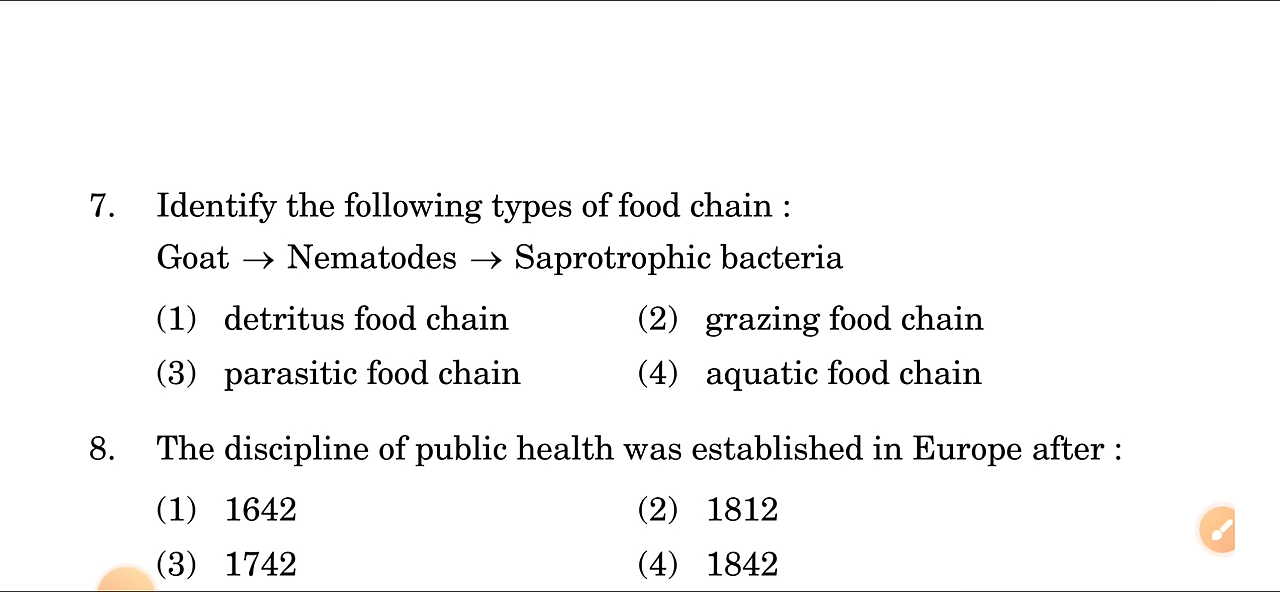 7. Identify the following types of food chain :
Goat → Nematodes → Saprotrophic bacteria
(1) detritus food chain (2) grazing food chain
(3) parasitic food chain (4) aquatic food chain
8. The discipline of public health was established in Europe after :
(1) 1642 (2) 1812
(3) 1742 (4) 1842